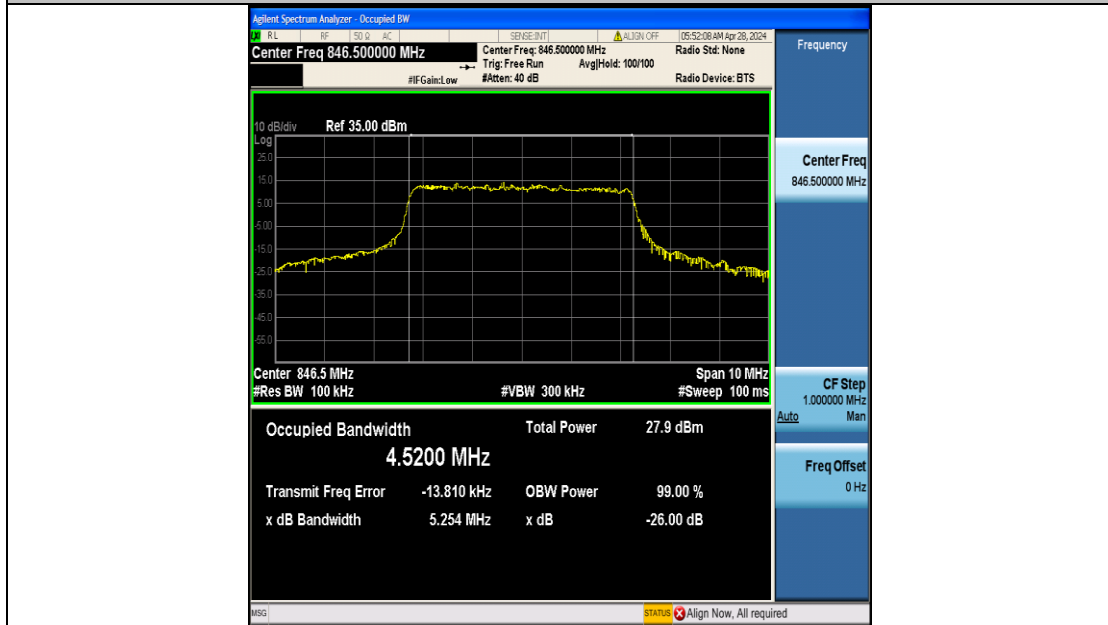 Agilent Spectrum Analyzer - Occupied BW
RL RF 50 Ω AC SENSE:INT ALIGN OFF 05:52:08 AM Apr 28, 2024
Center Freq 846.500000 MHz
#IFGain:Low
Center Freq: 846.500000 MHz
Trig: Free Run Avg|Hold: 100/100
#Atten: 40 dB
Radio Std: None
Radio Device: BTS
10 dB/div Ref 35.00 dBm
Log
25.0
15.0
5.00
-5.00
-15.0
-25.0
-35.0
-45.0
-55.0
Center 846.5 MHz Span 10 MHz
#Res BW 100 kHz #VBW 300 kHz #Sweep 100 ms
Occupied Bandwidth Total Power 27.9 dBm
4.5200 MHz
Transmit Freq Error -13.810 kHz OBW Power 99.00 %
x dB Bandwidth 5.254 MHz x dB -26.00 dB
MSG STATUS Align Now, All required
Frequency
Center Freq
846.500000 MHz
CF Step
1.000000 MHz
Auto Man
Freq Offset
0 Hz